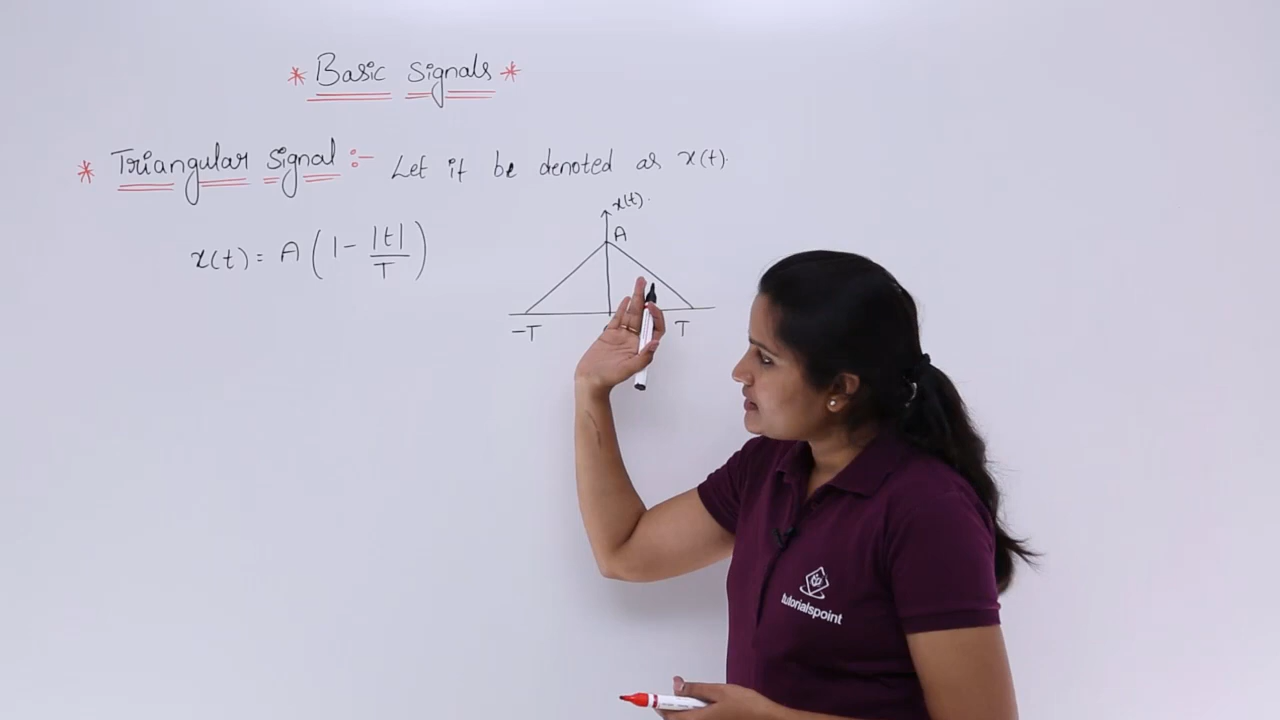 * Basic Signals *
* Triangular Signal :- Let it be denoted as x(t).
x(t) = A (1 - |t|/T)
x(t).
A
-T
T
tutorialspoint